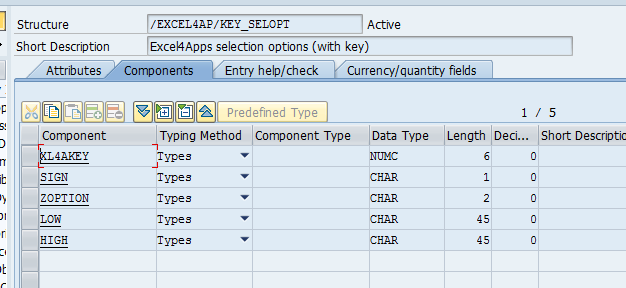 Structure /EXCEL4AP/KEY_SELOPT Active
Short Description Excel4Apps selection options (with key)
Attributes Components Entry help/check Currency/quantity fields
Predefined Type 1 / 5
Component Typing Method Component Type Data Type Length Deci... Short Descriptio
XL4AKEY Types NUMC 6 0
SIGN Types CHAR 1 0
ZOPTION Types CHAR 2 0
LOW Types CHAR 45 0
HIGH Types CHAR 45 0